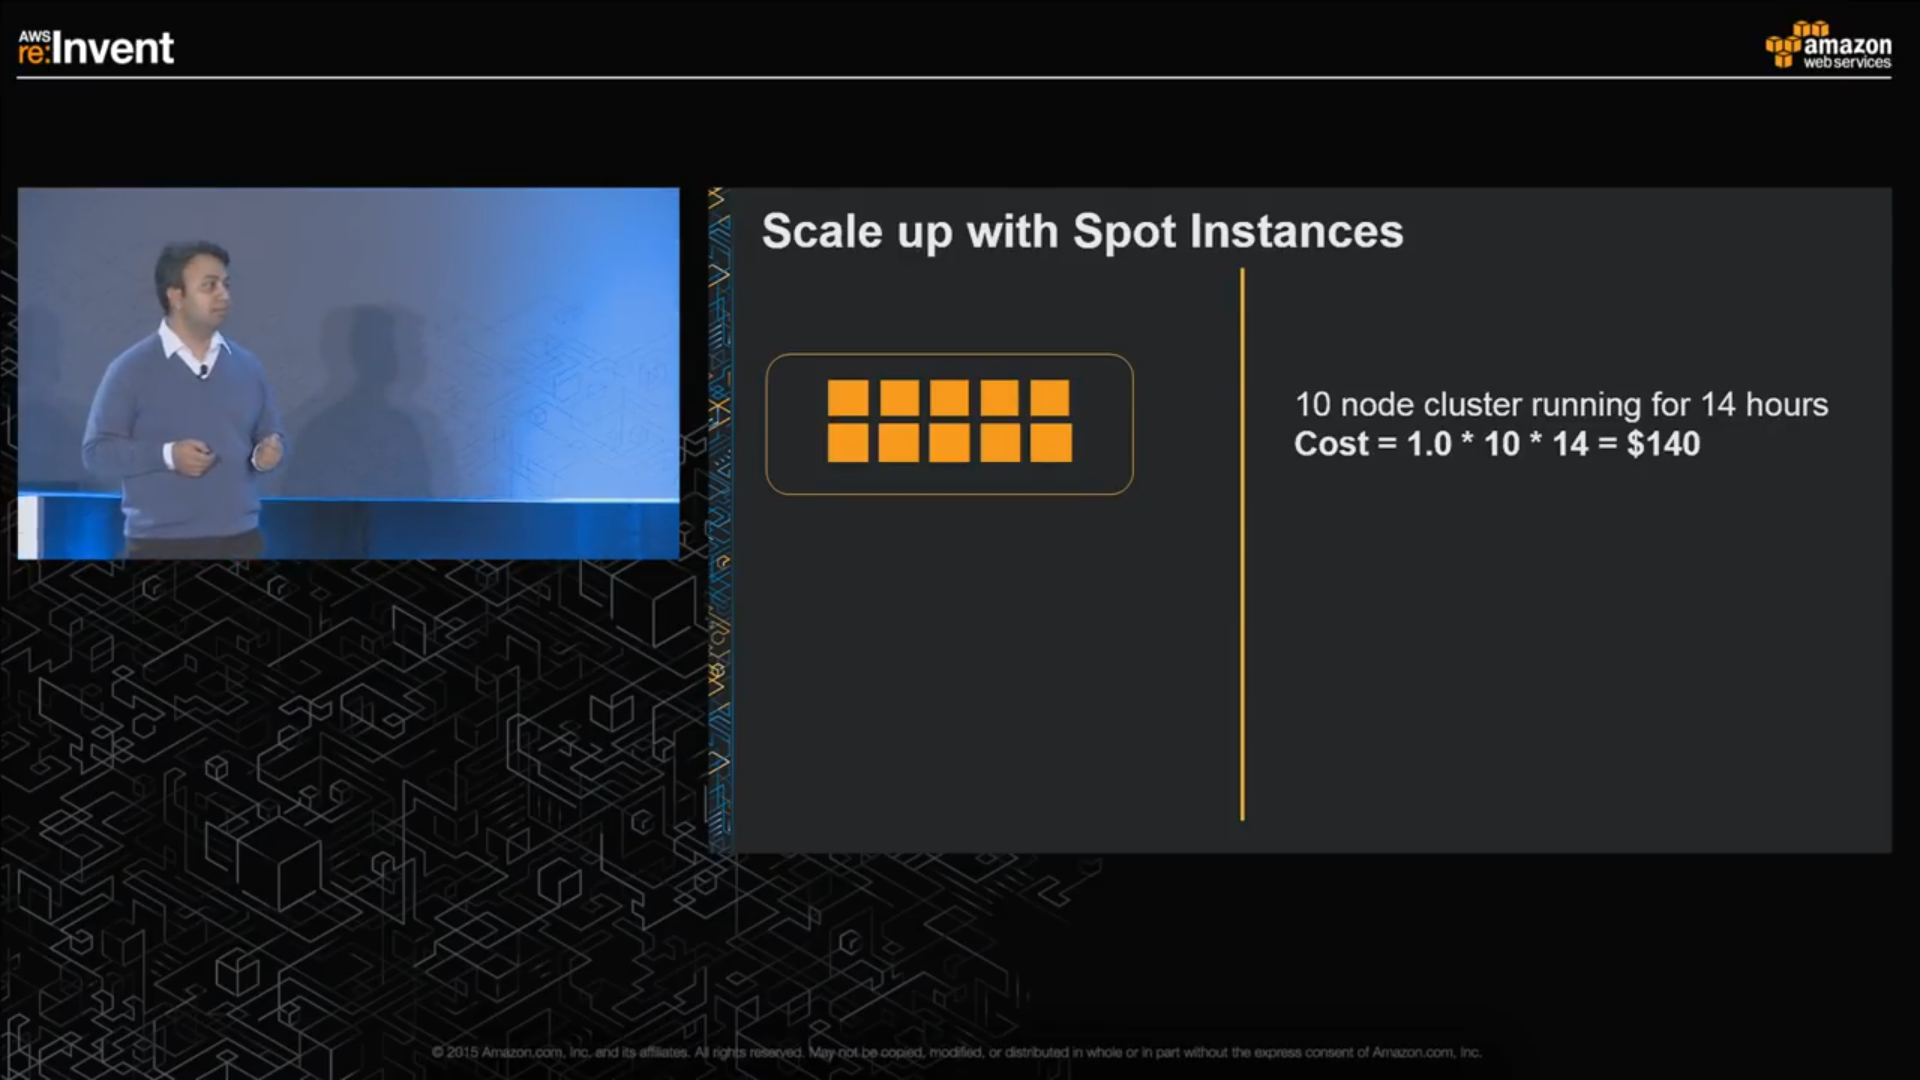 AWS
re:Invent
amazon
web services
Scale up with Spot Instances
10 node cluster running for 14 hours
Cost = 1.0 * 10 * 14 = $140
© 2015 Amazon.com, Inc. and its affiliates. All rights reserved. May not be copied, modified, or distributed in whole or in part without the express consent of Amazon.com, Inc.